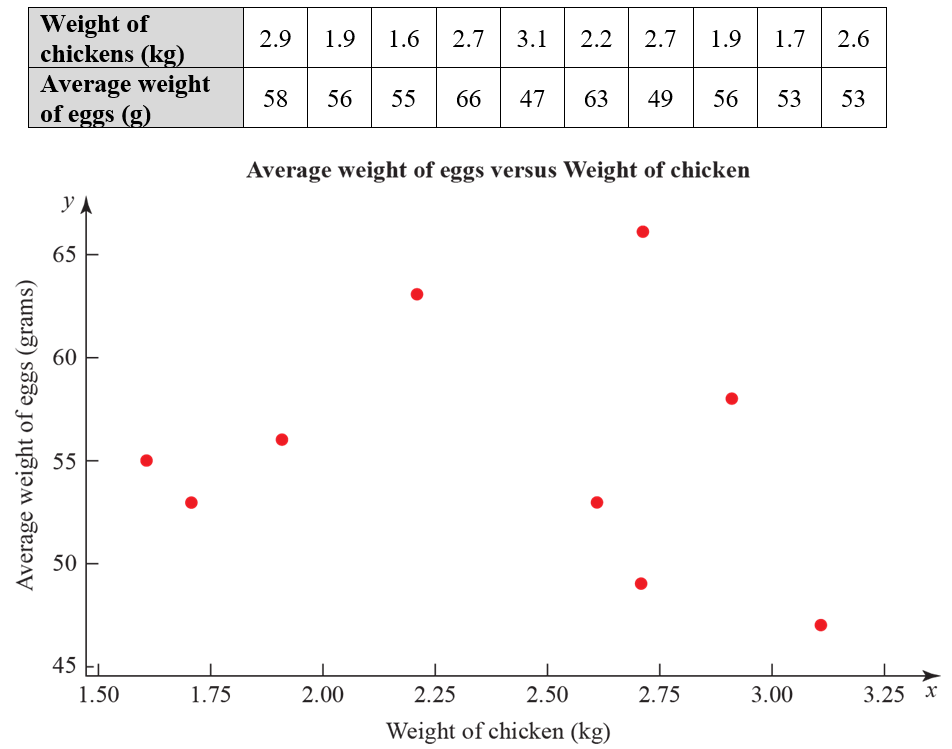 Weight of
chickens (kg)
2.9 1.9 1.6 2.7 3.1 2.2 2.7 1.9 1.7 2.6
Average weight
of eggs (g)
58 56 55 66 47 63 49 56 53 53
Average weight of eggs versus Weight of chicken
y
65
60
55
50
45
Average weight of eggs (grams)
1.50 1.75 2.00 2.25 2.50 2.75 3.00 3.25 x
Weight of chicken (kg)